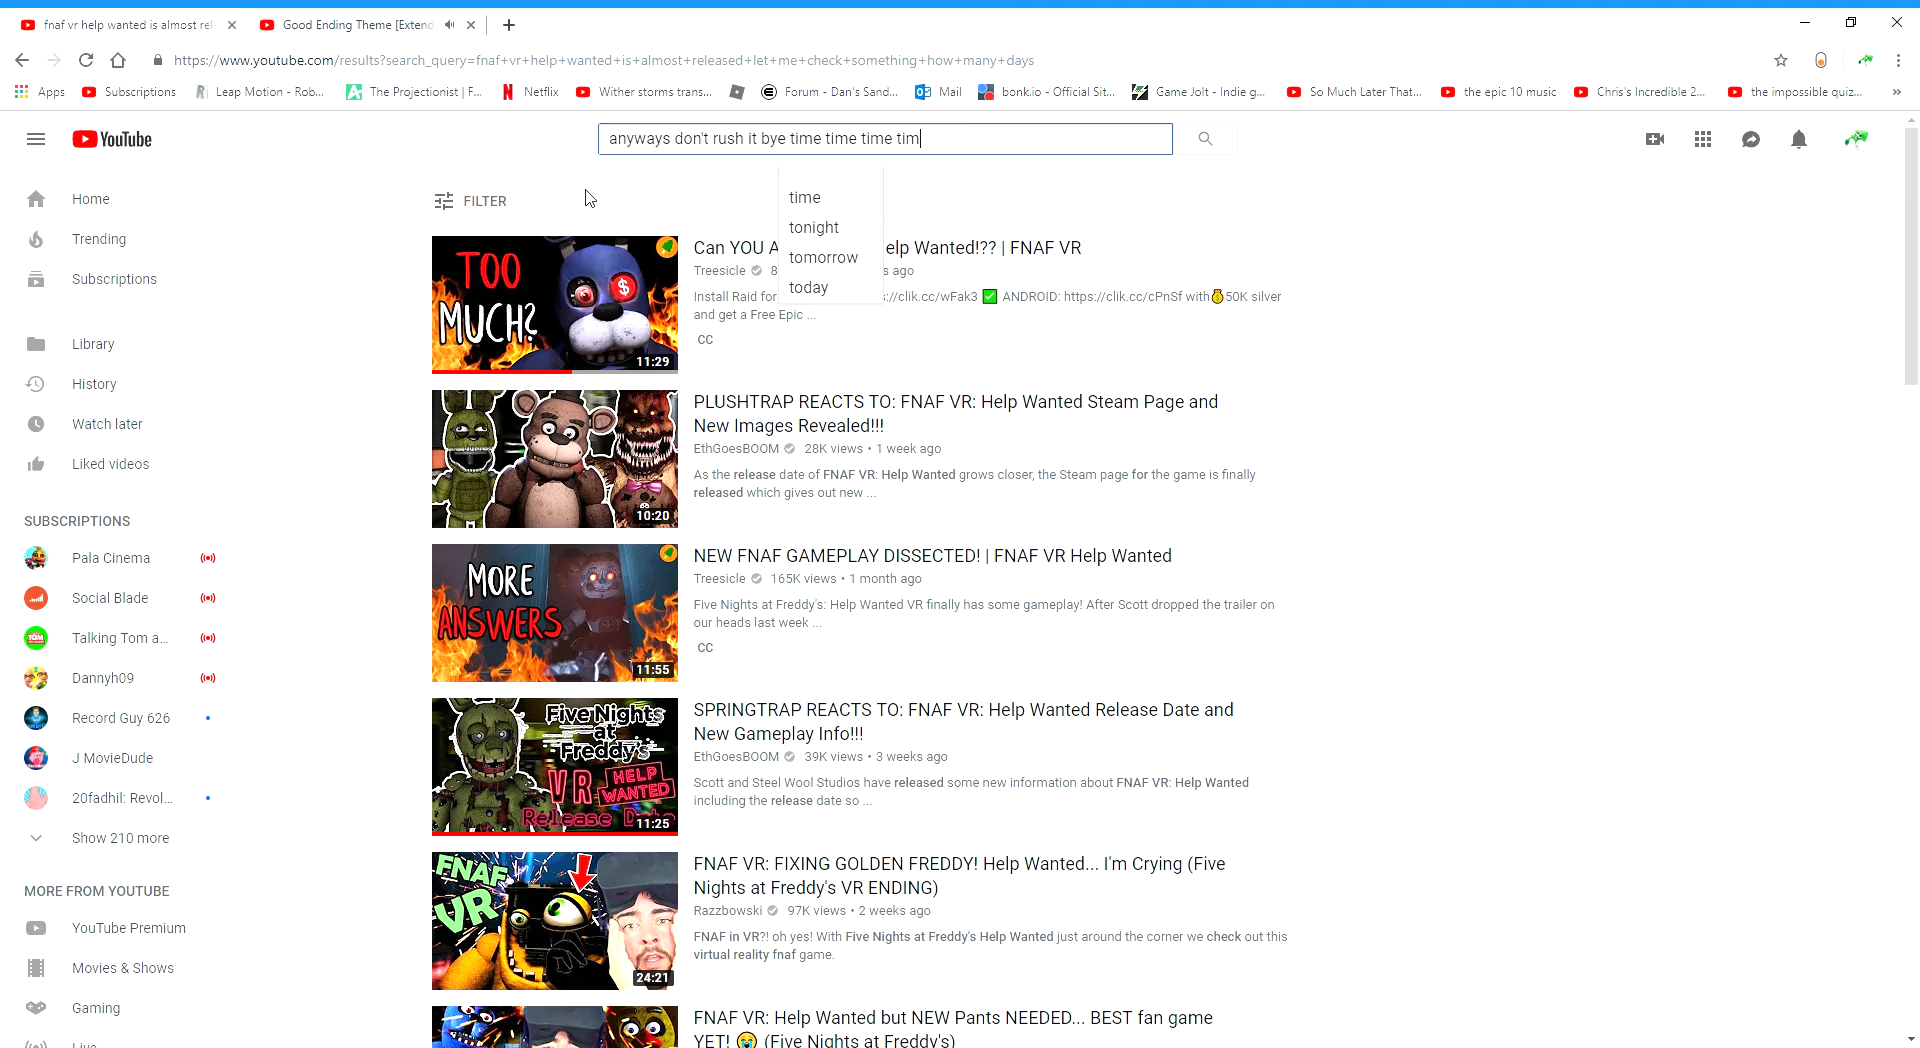 fnaf vr help wanted is almost rel
Good Ending Theme [Extend
https://www.youtube.com/results?search_query=fnaf+vr+help+wanted+is+almost+released+let+me+check+something+how+many+days
Apps
Subscriptions
Leap Motion - Rob...
The Projectionist | F...
Netflix
Wither storms trans...
Forum - Dan's Sand...
Mail
bonk.io - Official Sit...
Game Jolt - Indie g...
So Much Later That...
the epic 10 music
Chris's Incredible 2...
the impossible quiz...
YouTube
anyways don't rush it bye time time time tim
time
tonight
tomorrow
today
Home
Trending
Subscriptions
Library
History
Watch later
Liked videos
SUBSCRIPTIONS
Pala Cinema
Social Blade
Talking Tom a...
Dannyh09
Record Guy 626
J MovieDude
20fadhil: Revol...
Show 210 more
MORE FROM YOUTUBE
YouTube Premium
Movies & Shows
Gaming
Live
FILTER
TOO
MUCH?
11:29
Can YOU A elp Wanted!?? | FNAF VR
Treesicle 8 s ago
Install Raid for ://clik.cc/wFak3 ✅ ANDROID: https://clik.cc/cPnSf with💰50K silver
and get a Free Epic ...
CC
10:20
PLUSHTRAP REACTS TO: FNAF VR: Help Wanted Steam Page and
New Images Revealed!!!
EthGoesBOOM 28K views • 1 week ago
As the release date of FNAF VR: Help Wanted grows closer, the Steam page for the game is finally
released which gives out new ...
MORE
ANSWERS
11:55
NEW FNAF GAMEPLAY DISSECTED! | FNAF VR Help Wanted
Treesicle 165K views • 1 month ago
Five Nights at Freddy's: Help Wanted VR finally has some gameplay! After Scott dropped the trailer on
our heads last week ...
CC
Five Nights
at
Freddy's
VR HELP
WANTED
Release D
11:25
SPRINGTRAP REACTS TO: FNAF VR: Help Wanted Release Date and
New Gameplay Info!!!
EthGoesBOOM 39K views • 3 weeks ago
Scott and Steel Wool Studios have released some new information about FNAF VR: Help Wanted
including the release date so ...
FNAF
VR
24:21
FNAF VR: FIXING GOLDEN FREDDY! Help Wanted... I'm Crying (Five
Nights at Freddy's VR ENDING)
Razzbowski 97K views • 2 weeks ago
FNAF in VR?! oh yes! With Five Nights at Freddy's Help Wanted just around the corner we check out this
virtual reality fnaf game.
FNAF VR: Help Wanted but NEW Pants NEEDED... BEST fan game
YET! 😭 (Five Nights at Freddy's)